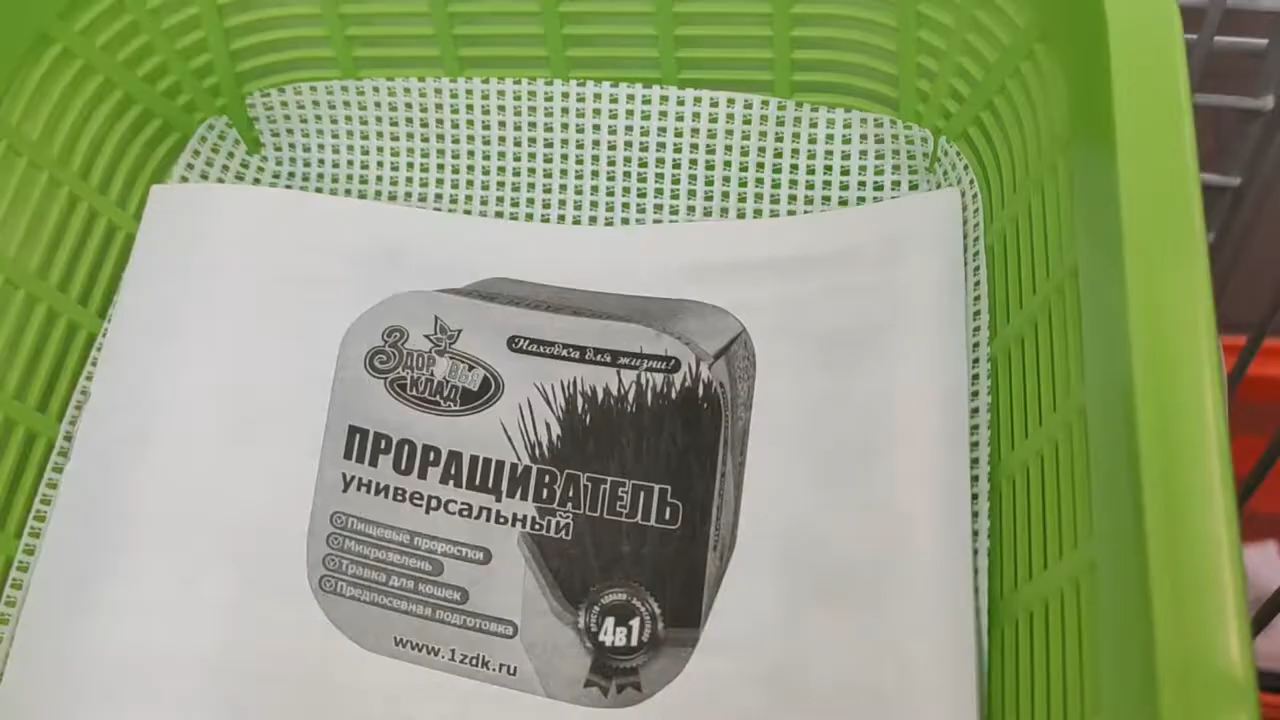 Здоровья
КЛАД
Находка для жизни!
ПРОРАЩИВАТЕЛЬ
универсальный
Пищевые проростки
Микрозелень
Травка для кошек
Предпосевная подготовка
4в1
www.1zdk.ru